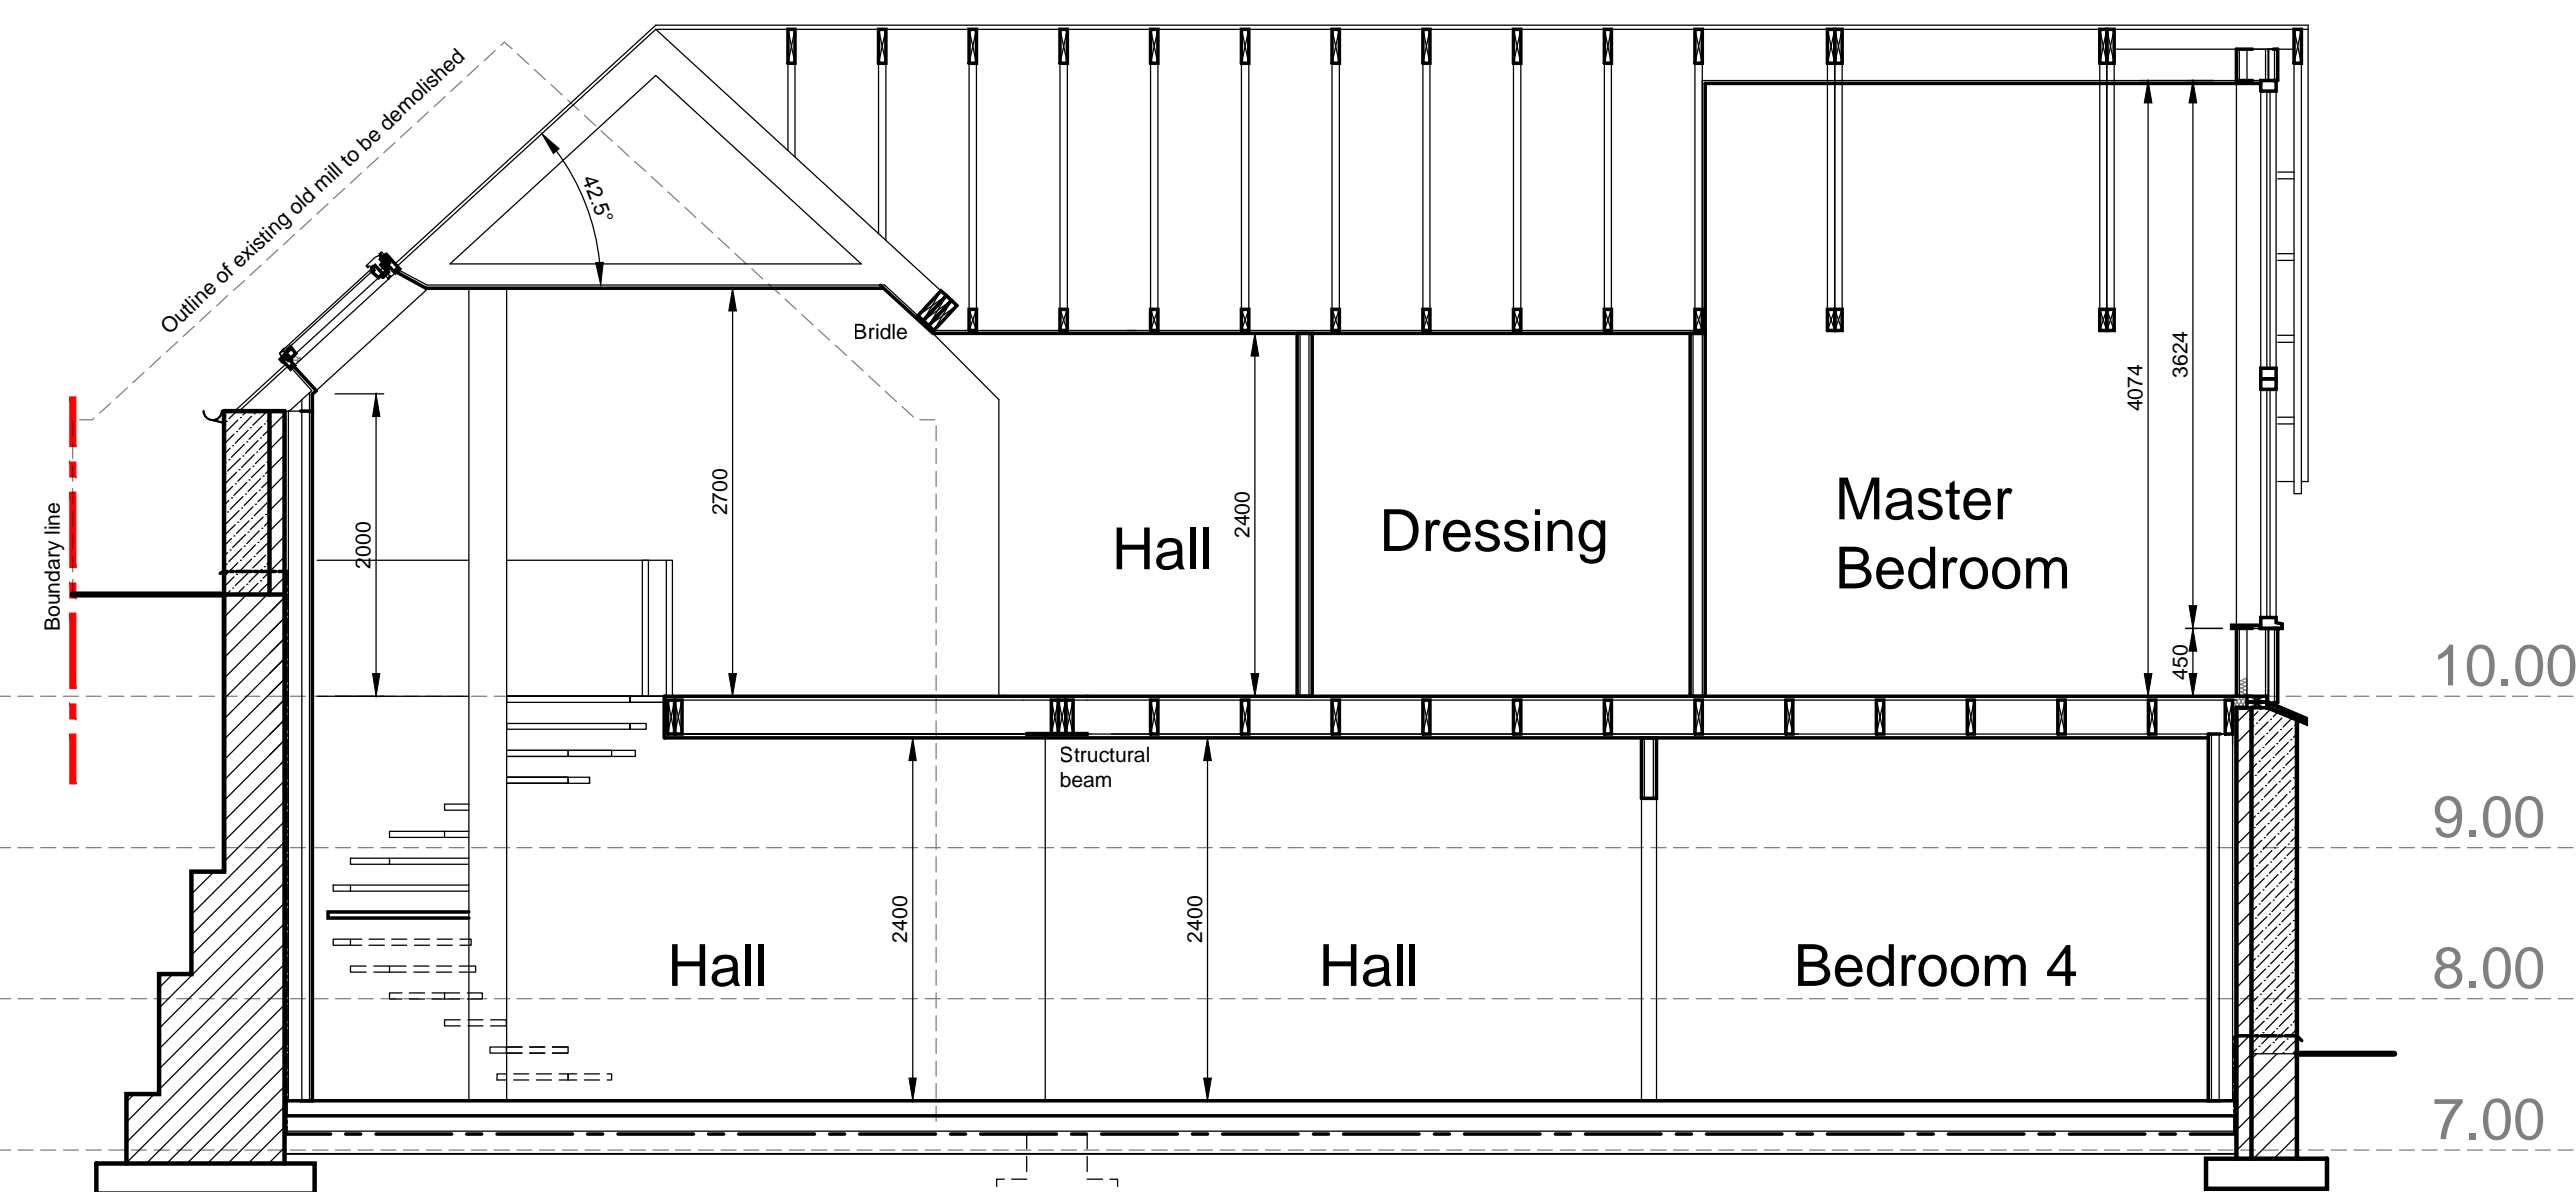 Outline of existing old mill to be demolished
42.5°
Bridle
Boundary line
2000
2700
2400
4074
3624
450
Hall
Dressing
Master
Bedroom
10.00
Structural
beam
9.00
2400
2400
Hall
Hall
Bedroom 4
8.00
7.00